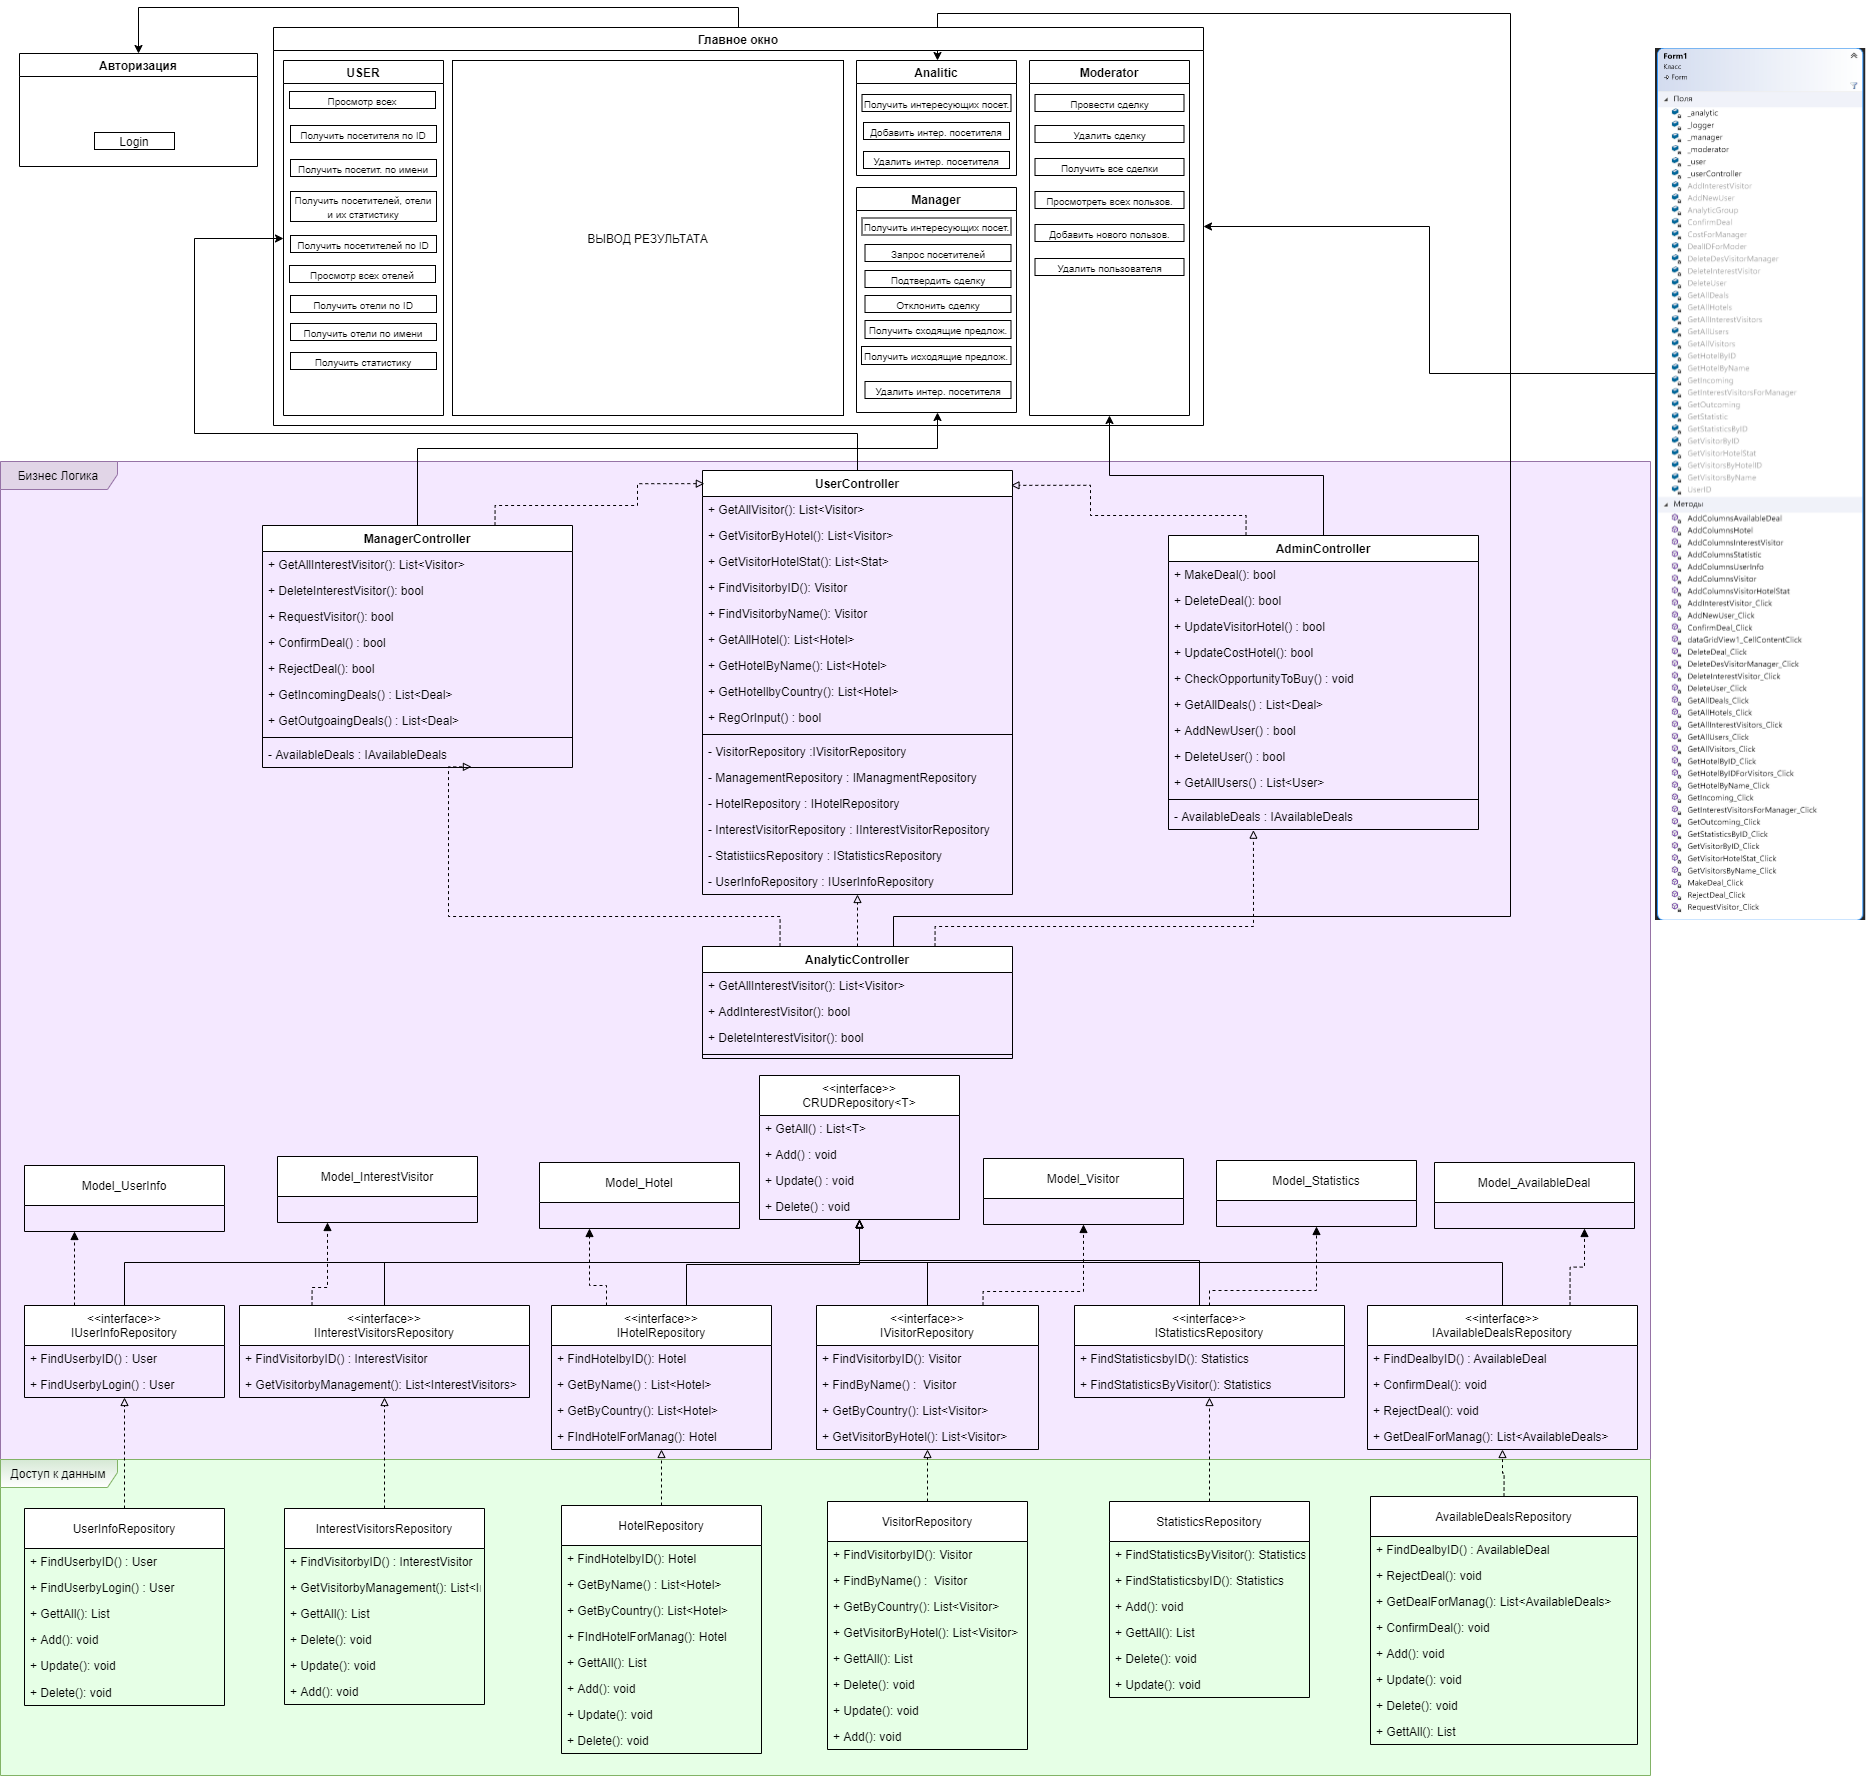 Авторизация
Login
Главное окно
USER
Просмотр всех
Получить посетителя по ID
Получить посетит. по имени
Получить посетителей, отели
и их статистику
Получить посетителей по ID
Просмотр всех отелей
Получить отели по ID
Получить отели по имени
Получить статистику
ВЫВОД РЕЗУЛЬТАТА
Analitic
Получить интересующих посет.
Добавить интер. посетителя
Удалить интер. посетителя
Manager
Получить интересующих посет.
Запрос посетителей
Подтвердить сделку
Отклонить сделку
Получить сходящие предлож.
Получить исходящие предлож.
Удалить интер. посетителя
Moderator
Провести сделку
Удалить сделку
Получить все сделки
Просмотреть всех пользов.
Добавить нового пользов.
Удалить пользователя
Form1
Класс
Form
Поля
_analytic
_logger
_manager
_moderator
_user
_userController
AddInterestVisitor
AddNewUser
AnalyticGroup
ConfirmDeal
CostForManager
DealIDForModer
DeleteDesVisitorManager
DeleteInterestVisitor
DeleteUser
GetAllDeals
GetAllHotels
GetAllInterestVisitors
GetAllUsers
GetAllVisitors
GetHotelByID
GetHotelByName
GetIncoming
GetInterestVisitorsForManager
GetOutcoming
GetStatistic
GetStatisticsByID
GetVisitorByID
GetVisitorHotelStat
GetVisitorsByHotelID
GetVisitorsByName
UserID
Методы
AddColumnsAvailableDeal
AddColumnsHotel
AddColumnsInterestVisitor
AddColumnsStatistic
AddColumnsUserInfo
AddColumnsVisitor
AddColumnsVisitorHotelStat
AddInterestVisitor_Click
AddNewUser_Click
ConfirmDeal_Click
dataGridView1_CellContentClick
DeleteDeal_Click
DeleteDesVisitorManager_Click
DeleteInterestVisitor_Click
DeleteUser_Click
GetAllDeals_Click
GetAllHotels_Click
GetAllInterestVisitors_Click
GetAllUsers_Click
GetAllVisitors_Click
GetHotelByID_Click
GetHotelByIDForVisitors_Click
GetHotelByName_Click
GetIncoming_Click
GetInterestVisitorsForManager_Click
GetOutcoming_Click
GetStatisticsByID_Click
GetVisitorByID_Click
GetVisitorHotelStat_Click
GetVisitorsByName_Click
MakeDeal_Click
RejectDeal_Click
RequestVisitor_Click
Бизнес Логика
ManagerController
+ GetAllInterestVisitor(): List<Visitor>
+ DeleteInterestVisitor(): bool
+ RequestVisitor(): bool
+ ConfirmDeal() : bool
+ RejectDeal(): bool
+ GetIncomingDeals() : List<Deal>
+ GetOutgoaingDeals() : List<Deal>
- AvailableDeals : IAvailableDeals
UserController
+ GetAllVisitor(): List<Visitor>
+ GetVisitorByHotel(): List<Visitor>
+ GetVisitorHotelStat(): List<Stat>
+ FindVisitorbyID(): Visitor
+ FindVisitorbyName(): Visitor
+ GetAllHotel(): List<Hotel>
+ GetHotelByName(): List<Hotel>
+ GetHotellbyCountry(): List<Hotel>
+ RegOrInput() : bool
- VisitorRepository :IVisitorRepository
- ManagementRepository : IManagmentRepository
- HotelRepository : IHotelRepository
- InterestVisitorRepository : IInterestVisitorRepository
- StatistiicsRepository : IStatisticsRepository
- UserInfoRepository : IUserInfoRepository
AdminController
+ MakeDeal(): bool
+ DeleteDeal(): bool
+ UpdateVisitorHotel() : bool
+ UpdateCostHotel(): bool
+ CheckOpportunityToBuy() : void
+ GetAllDeals() : List<Deal>
+ AddNewUser() : bool
+ DeleteUser() : bool
+ GetAllUsers() : List<User>
- AvailableDeals : IAvailableDeals
AnalyticController
+ GetAllInterestVisitor(): List<Visitor>
+ AddInterestVisitor(): bool
+ DeleteInterestVisitor(): bool
<<interface>>
CRUDRepository<T>
+ GetAll() : List<T>
+ Add() : void
+ Update() : void
+ Delete() : void
Model_UserInfo
Model_InterestVisitor
Model_Hotel
Model_Visitor
Model_Statistics
Model_AvailableDeal
<<interface>>
IUserInfoRepository
+ FindUserbyID() : User
+ FindUserbyLogin() : User
<<interface>>
IInterestVisitorsRepository
+ FindVisitorbyID() : InterestVisitor
+ GetVisitorbyManagement(): List<InterestVisitors>
<<interface>>
IHotelRepository
+ FindHotelbyID(): Hotel
+ GetByName() : List<Hotel>
+ GetByCountry(): List<Hotel>
+ FIndHotelForManag(): Hotel
<<interface>>
IVisitorRepository
+ FindVisitorbyID(): Visitor
+ FindByName() : Visitor
+ GetByCountry(): List<Visitor>
+ GetVisitorByHotel(): List<Visitor>
<<interface>>
IStatisticsRepository
+ FindStatisticsbyID(): Statistics
+ FindStatisticsByVisitor(): Statistics
<<interface>>
IAvailableDealsRepository
+ FindDealbyID() : AvailableDeal
+ ConfirmDeal(): void
+ RejectDeal(): void
+ GetDealForManag(): List<AvailableDeals>
Доступ к данным
UserInfoRepository
+ FindUserbyID() : User
+ FindUserbyLogin() : User
+ GettAll(): List
+ Add(): void
+ Update(): void
+ Delete(): void
InterestVisitorsRepository
+ FindVisitorbyID() : InterestVisitor
+ GetVisitorbyManagement(): List<I
+ GettAll(): List
+ Delete(): void
+ Update(): void
+ Add(): void
HotelRepository
+ FindHotelbyID(): Hotel
+ GetByName() : List<Hotel>
+ GetByCountry(): List<Hotel>
+ FIndHotelForManag(): Hotel
+ GettAll(): List
+ Add(): void
+ Update(): void
+ Delete(): void
VisitorRepository
+ FindVisitorbyID(): Visitor
+ FindByName() : Visitor
+ GetByCountry(): List<Visitor>
+ GetVisitorByHotel(): List<Visitor>
+ GettAll(): List
+ Delete(): void
+ Update(): void
+ Add(): void
StatisticsRepository
+ FindStatisticsByVisitor(): Statistics
+ FindStatisticsbyID(): Statistics
+ Add(): void
+ GettAll(): List
+ Delete(): void
+ Update(): void
AvailableDealsRepository
+ FindDealbyID() : AvailableDeal
+ RejectDeal(): void
+ GetDealForManag(): List<AvailableDeals>
+ ConfirmDeal(): void
+ Add(): void
+ Update(): void
+ Delete(): void
+ GettAll(): List